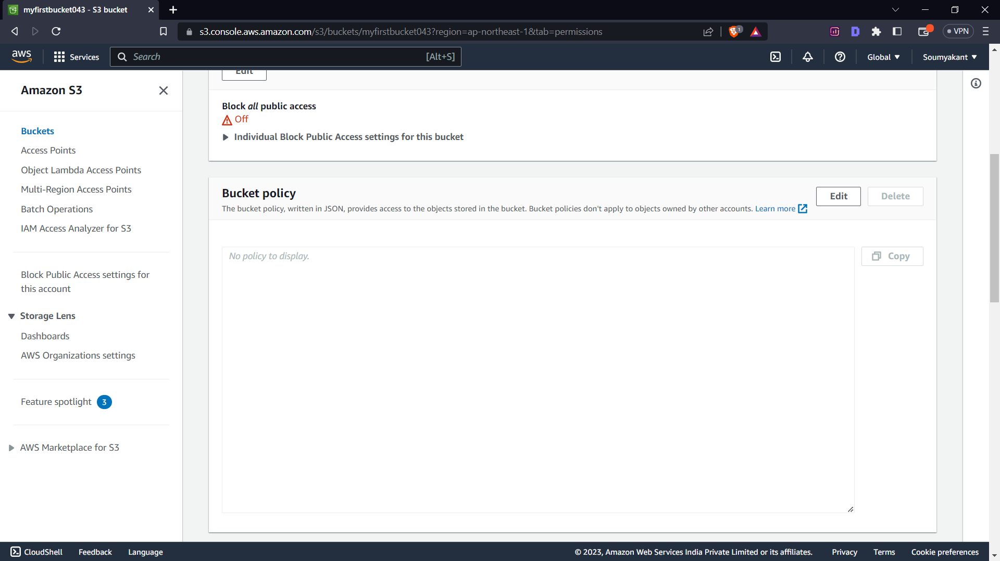 myfirstbucket043 - S3 bucket
s3.console.aws.amazon.com/s3/buckets/myfirstbucket043?region=ap-northeast-1&tab=permissions
1
VPN
aws
Services
Search
[Alt+S]
Global
Soumyakant
Amazon S3
Buckets
Access Points
Object Lambda Access Points
Multi-Region Access Points
Batch Operations
IAM Access Analyzer for S3
Block Public Access settings for
this account
Storage Lens
Dashboards
AWS Organizations settings
Feature spotlight 3
AWS Marketplace for S3
Edit
Block all public access
Off
Individual Block Public Access settings for this bucket
Bucket policy
Edit
Delete
The bucket policy, written in JSON, provides access to the objects stored in the bucket. Bucket policies don't apply to objects owned by other accounts. Learn more
No policy to display.
Copy
CloudShell
Feedback
Language
© 2023, Amazon Web Services India Private Limited or its affiliates.
Privacy
Terms
Cookie preferences